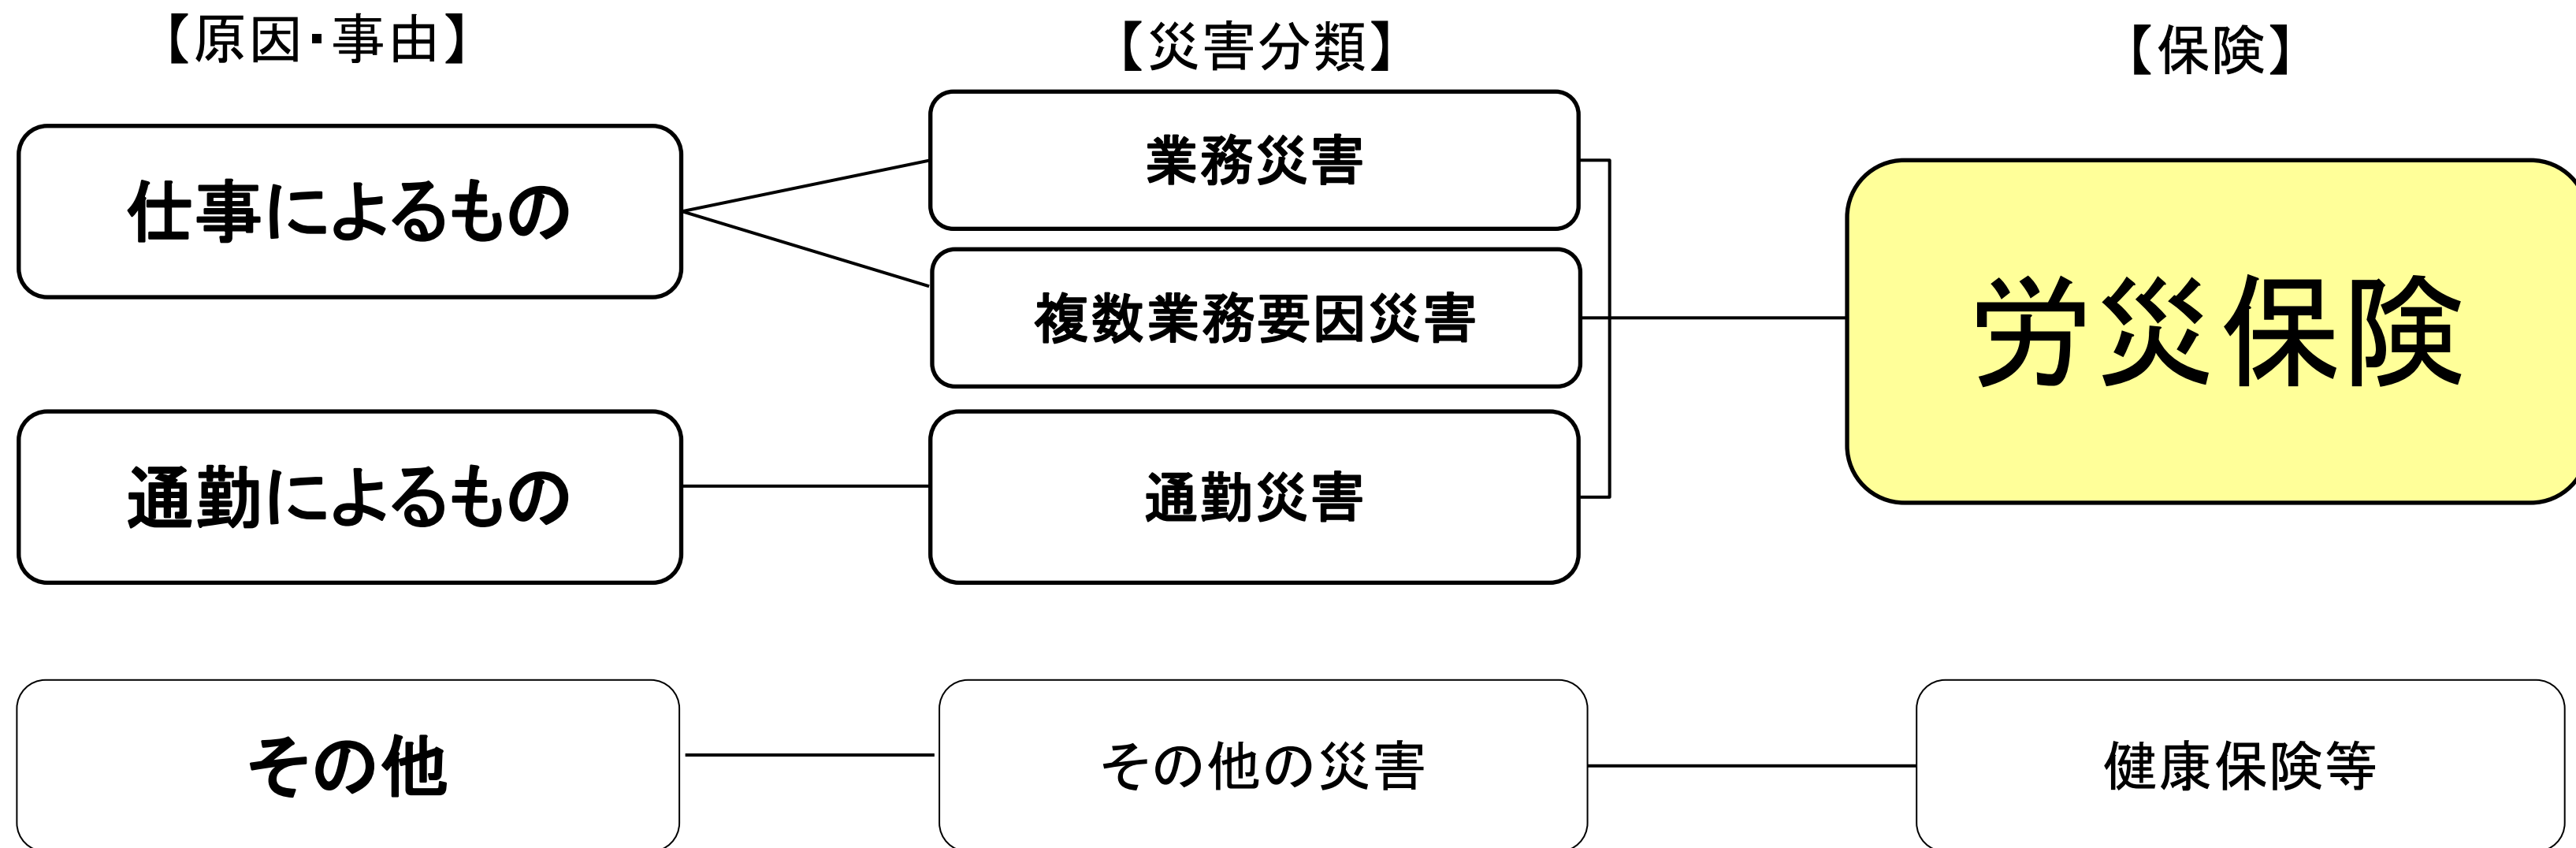 【原因・事由】
【災害分類】
【保険】
仕事によるもの
業務災害
複数業務要因災害
労災保険
通勤によるもの
通勤災害
その他
その他の災害
健康保険等